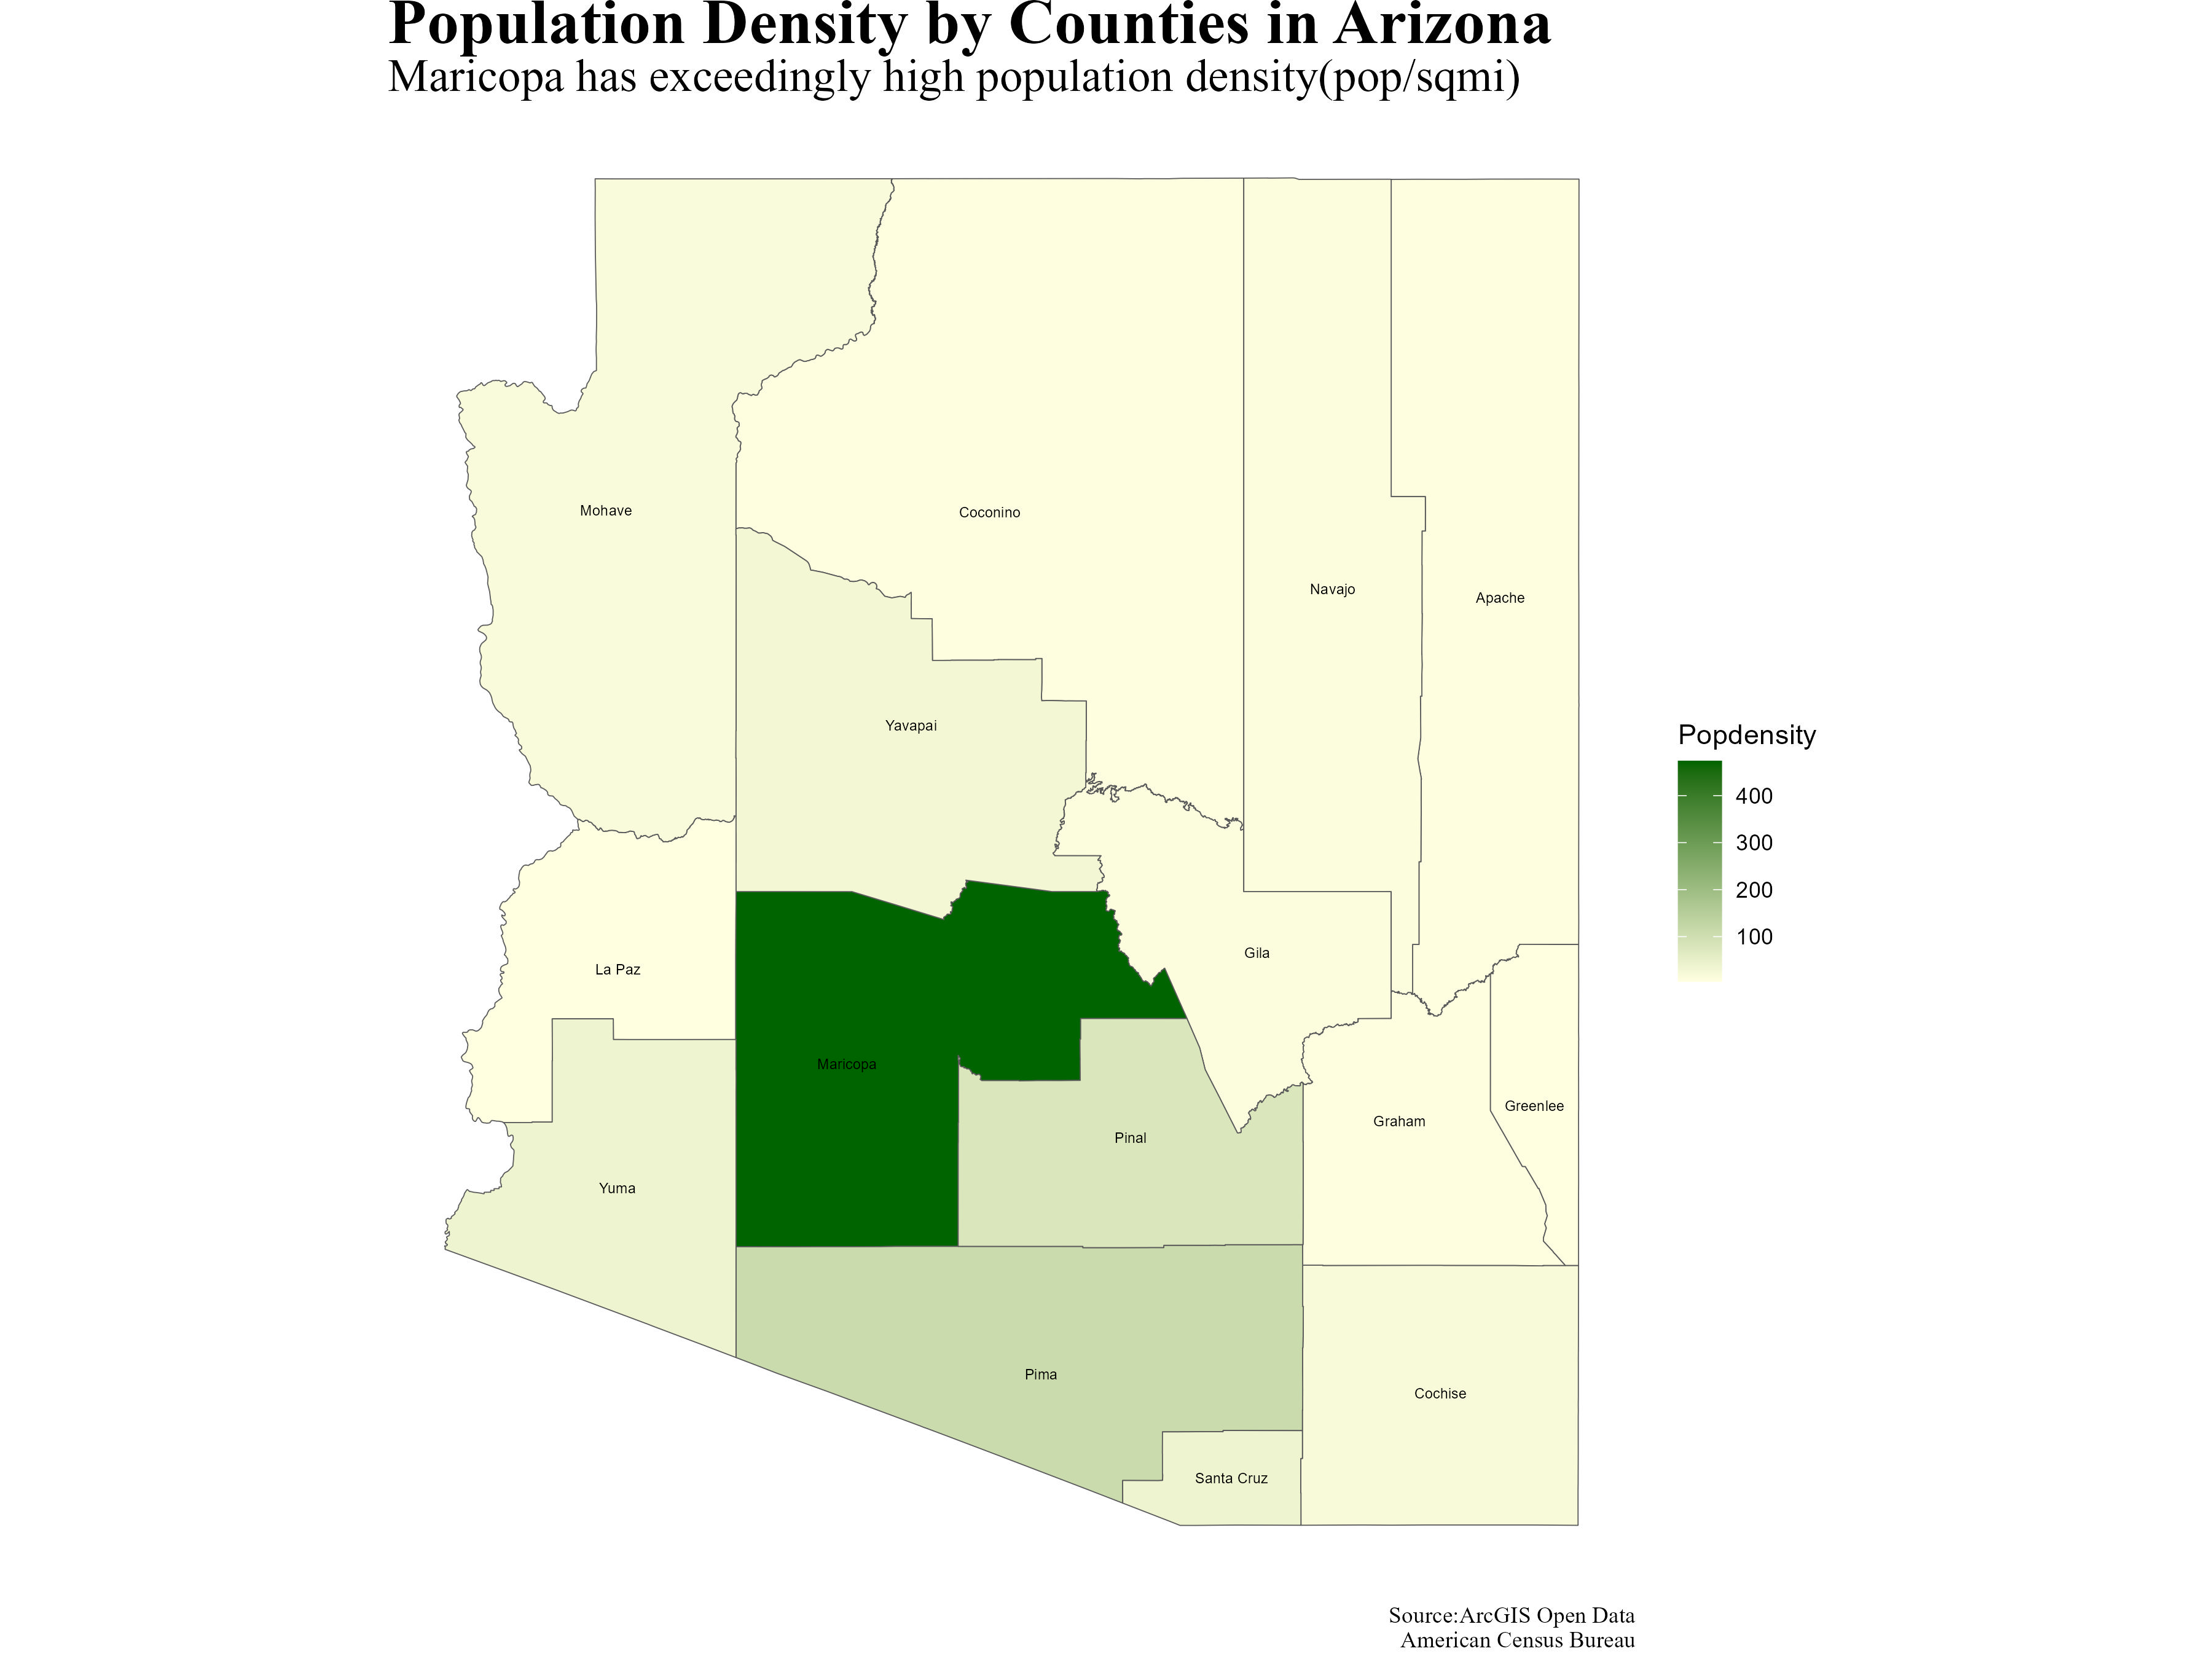 Population Density by Counties in Arizona
Maricopa has exceedingly high population density(pop/sqmi)
Mohave
Coconino
Navajo
Apache
Yavapai
Popdensity
400
300
200
100
Gila
La Paz
Maricopa
Greenlee
Graham
Pinal
Yuma
Pima
Cochise
Santa Cruz
Source:ArcGIS Open Data
American Census Bureau